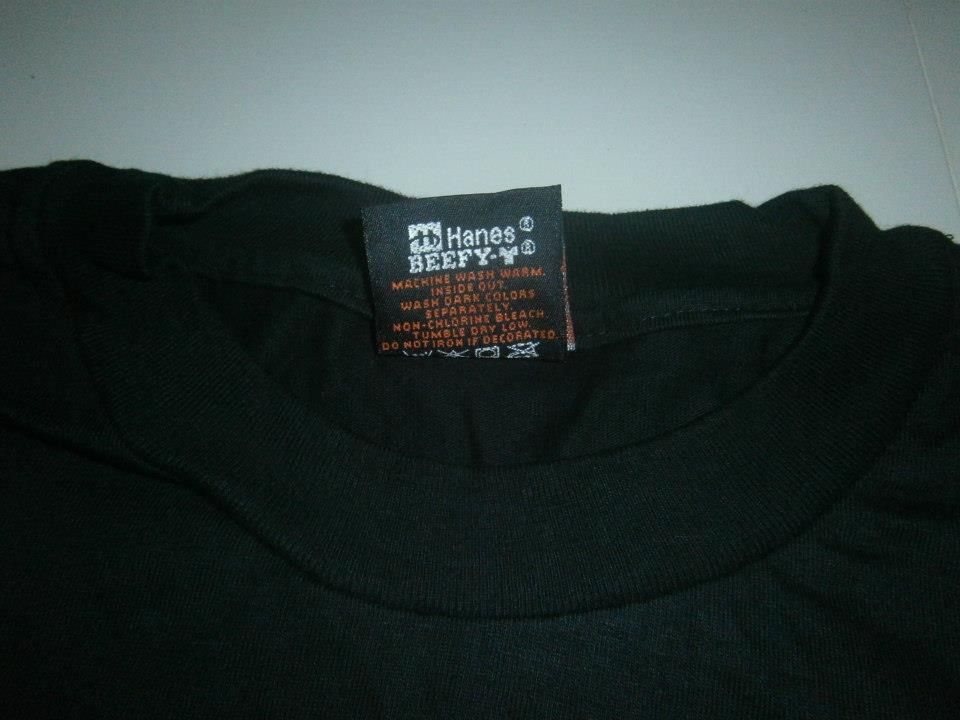 Hanes®
BEEFY-T®
MACHINE WASH WARM,
INSIDE OUT.
WASH DARK COLORS
SEPARATELY.
NON-CHLORINE BLEACH.
TUMBLE DRY LOW.
DO NOT IRON IF DECORATED.